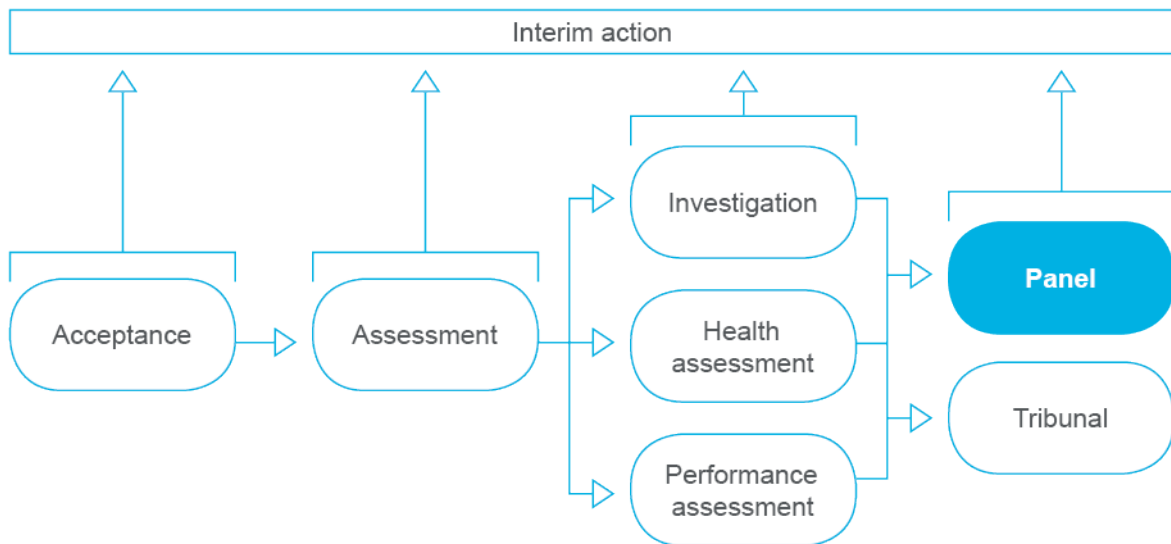 Interim action
Acceptance
Assessment
Investigation
Health
assessment
Performance
assessment
Panel
Tribunal